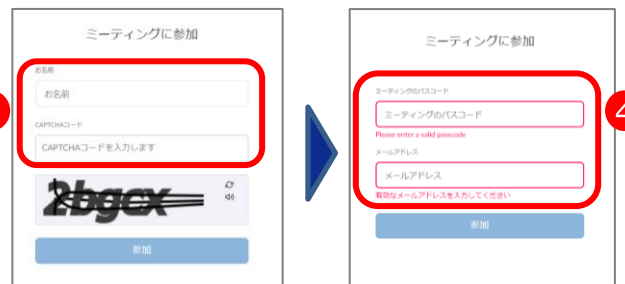 ミーティングに参加
お名前
お名前
CAPTCHAコード
CAPTCHAコードを入力します
2bgcx
参加
ミーティングに参加
ミーティングのパスコード
ミーティングのパスコード
Please enter a valid passcode
メールアドレス
メールアドレス
有効なメールアドレスを入力してください
参加
4